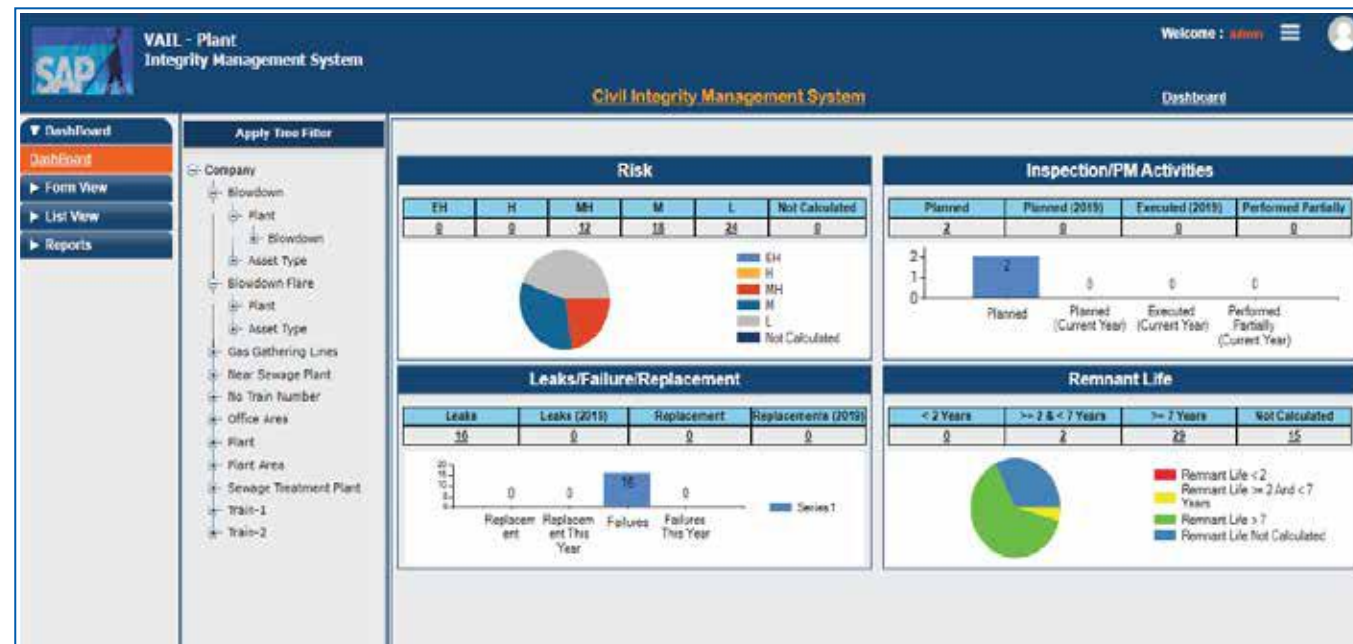 SAP
VAIL - Plant
Integrity Management System
Welcome : admin
Civil Integrity Management System
Dashboard
▼ DashBoard
DashBoard
► Form View
► List View
► Reports
Apply Tree Filter
Company
Blowdown
Plant
Blowdown
Asset Type
Blowdown Flare
Plant
Asset Type
Gas Gathering Lines
Near Sewage Plant
No Train Number
Office Area
Plant
Plant Area
Sewage Treatment Plant
Train-1
Train-2
Risk
EH H MH M L Not Calculated
0 0 12 18 24 0
EH
H
MH
M
L
Not Calculated
Inspection/PM Activities
Planned Planned (2019) Executed (2019) Performed Partially
2 0 0 0
2
1
0
2 0 0 0
Planned Planned (Current Year) Executed (Current Year) Performed Partially (Current Year)
Leaks/Failure/Replacement
Leaks Leaks (2019) Replacement Replacements (2019)
16 0 0 0
20
15
10
0 0 16 0
Replacem ent Replacem ent This Year Failures Failures This Year
Series1
Remnant Life
< 2 Years >= 2 & < 7 Years >= 7 Years Not Calculated
0 2 29 15
Remnant Life < 2
Remnant Life >= 2 And < 7
Years
Remnant Life > 7
Remnant Life Not Calculated